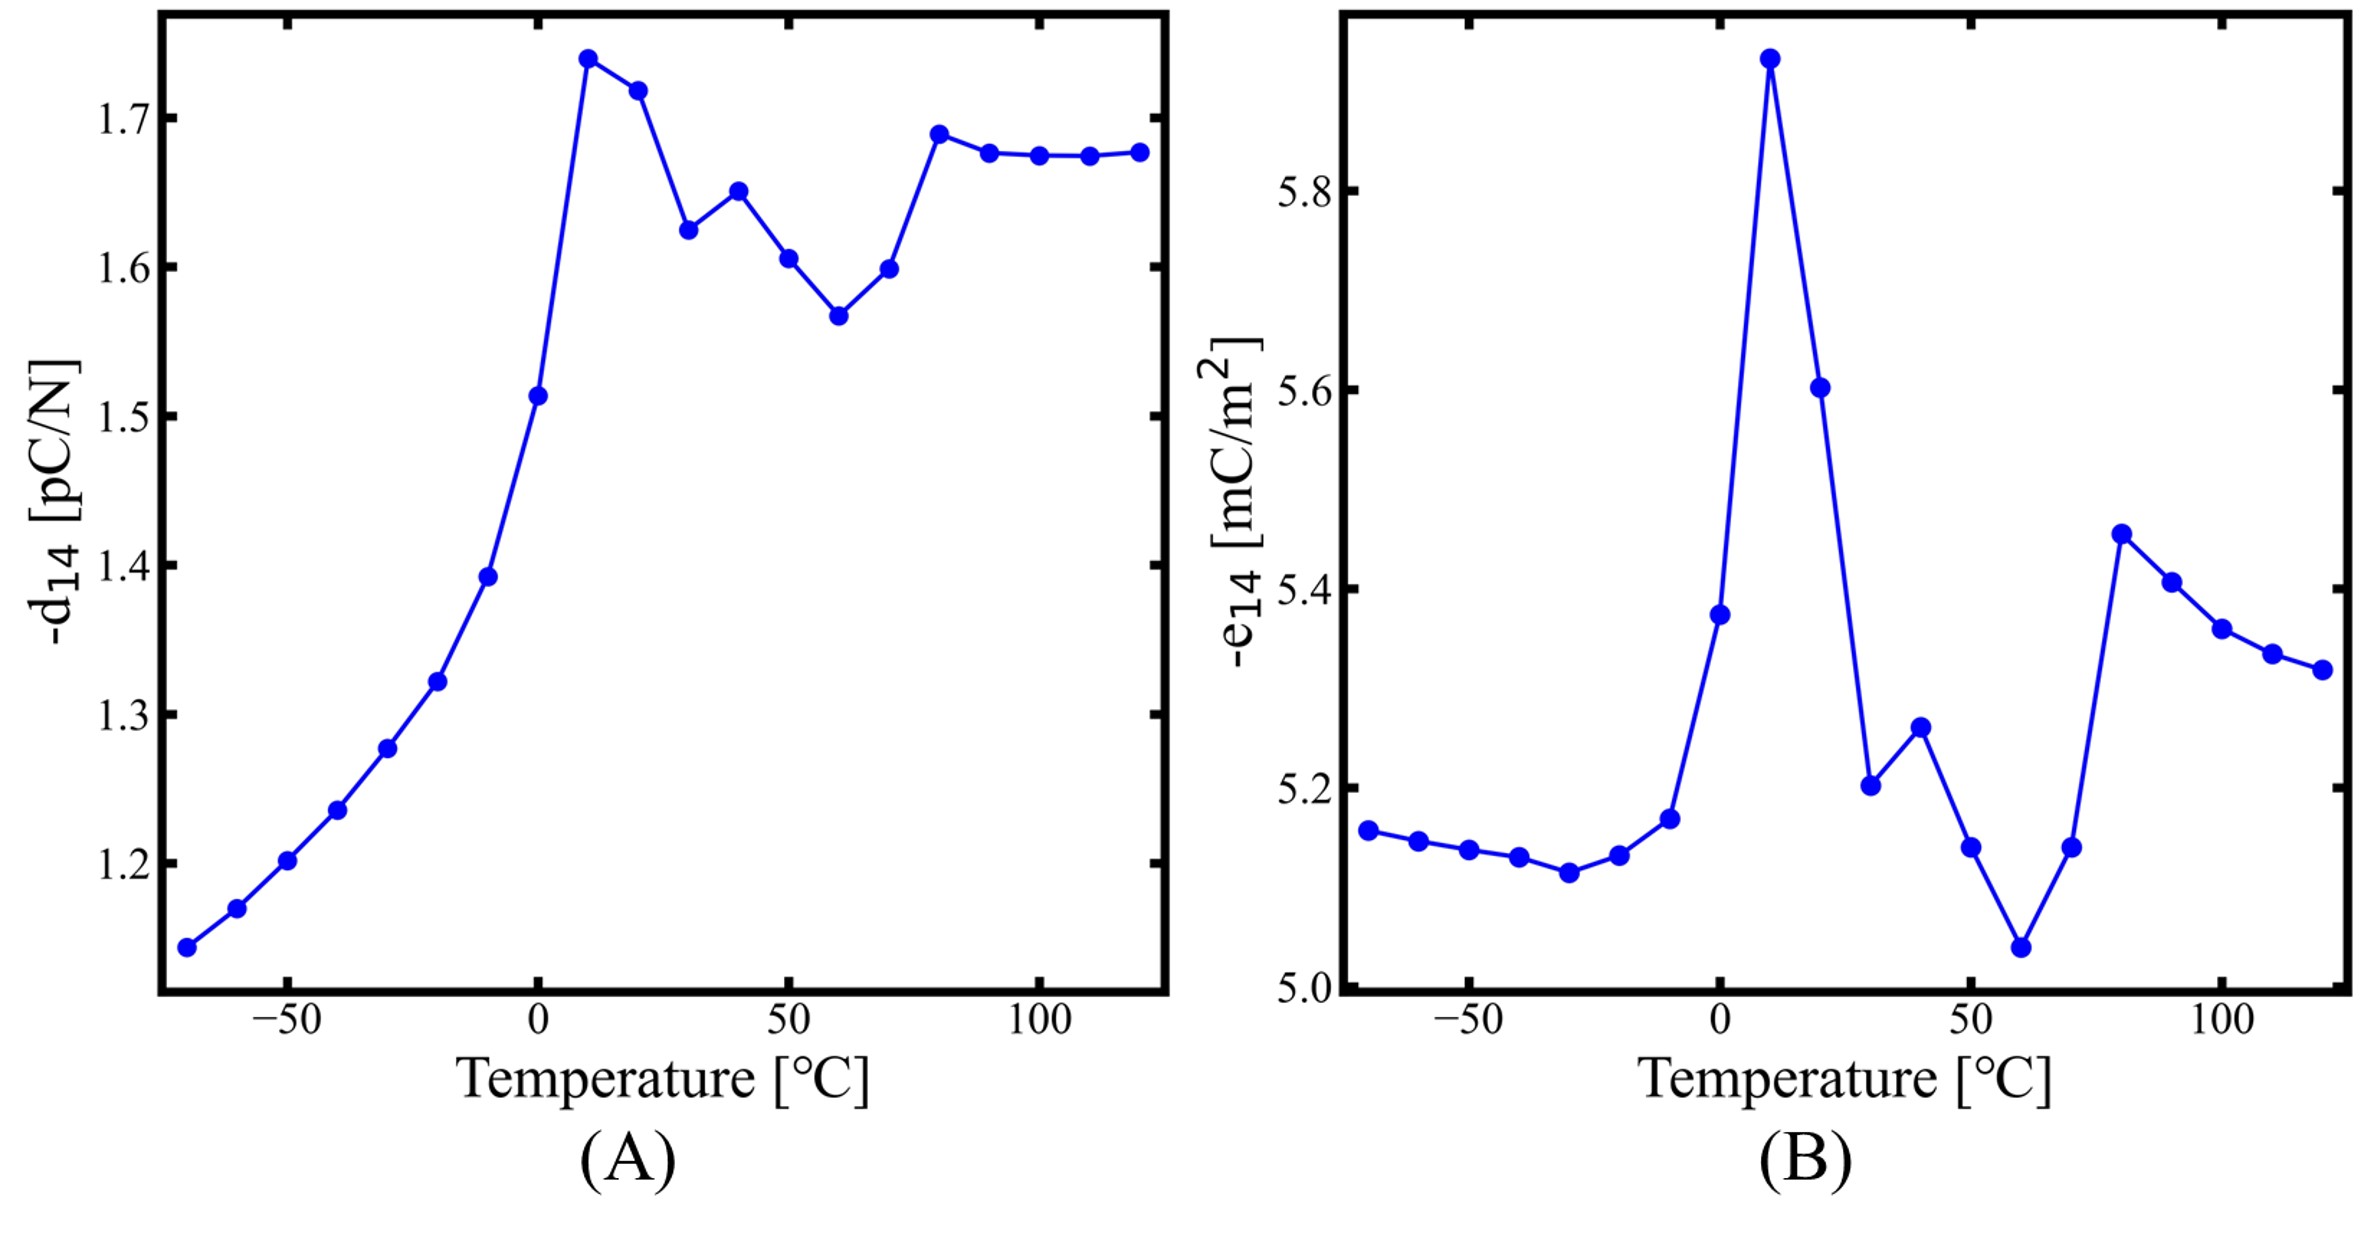 -d14 [pC/N]
1.7
1.6
1.5
1.4
1.3
1.2
−50 0 50 100
Temperature [°C]
(A)
-e14 [mC/m²]
5.8
5.6
5.4
5.2
5.0
−50 0 50 100
Temperature [°C]
(B)